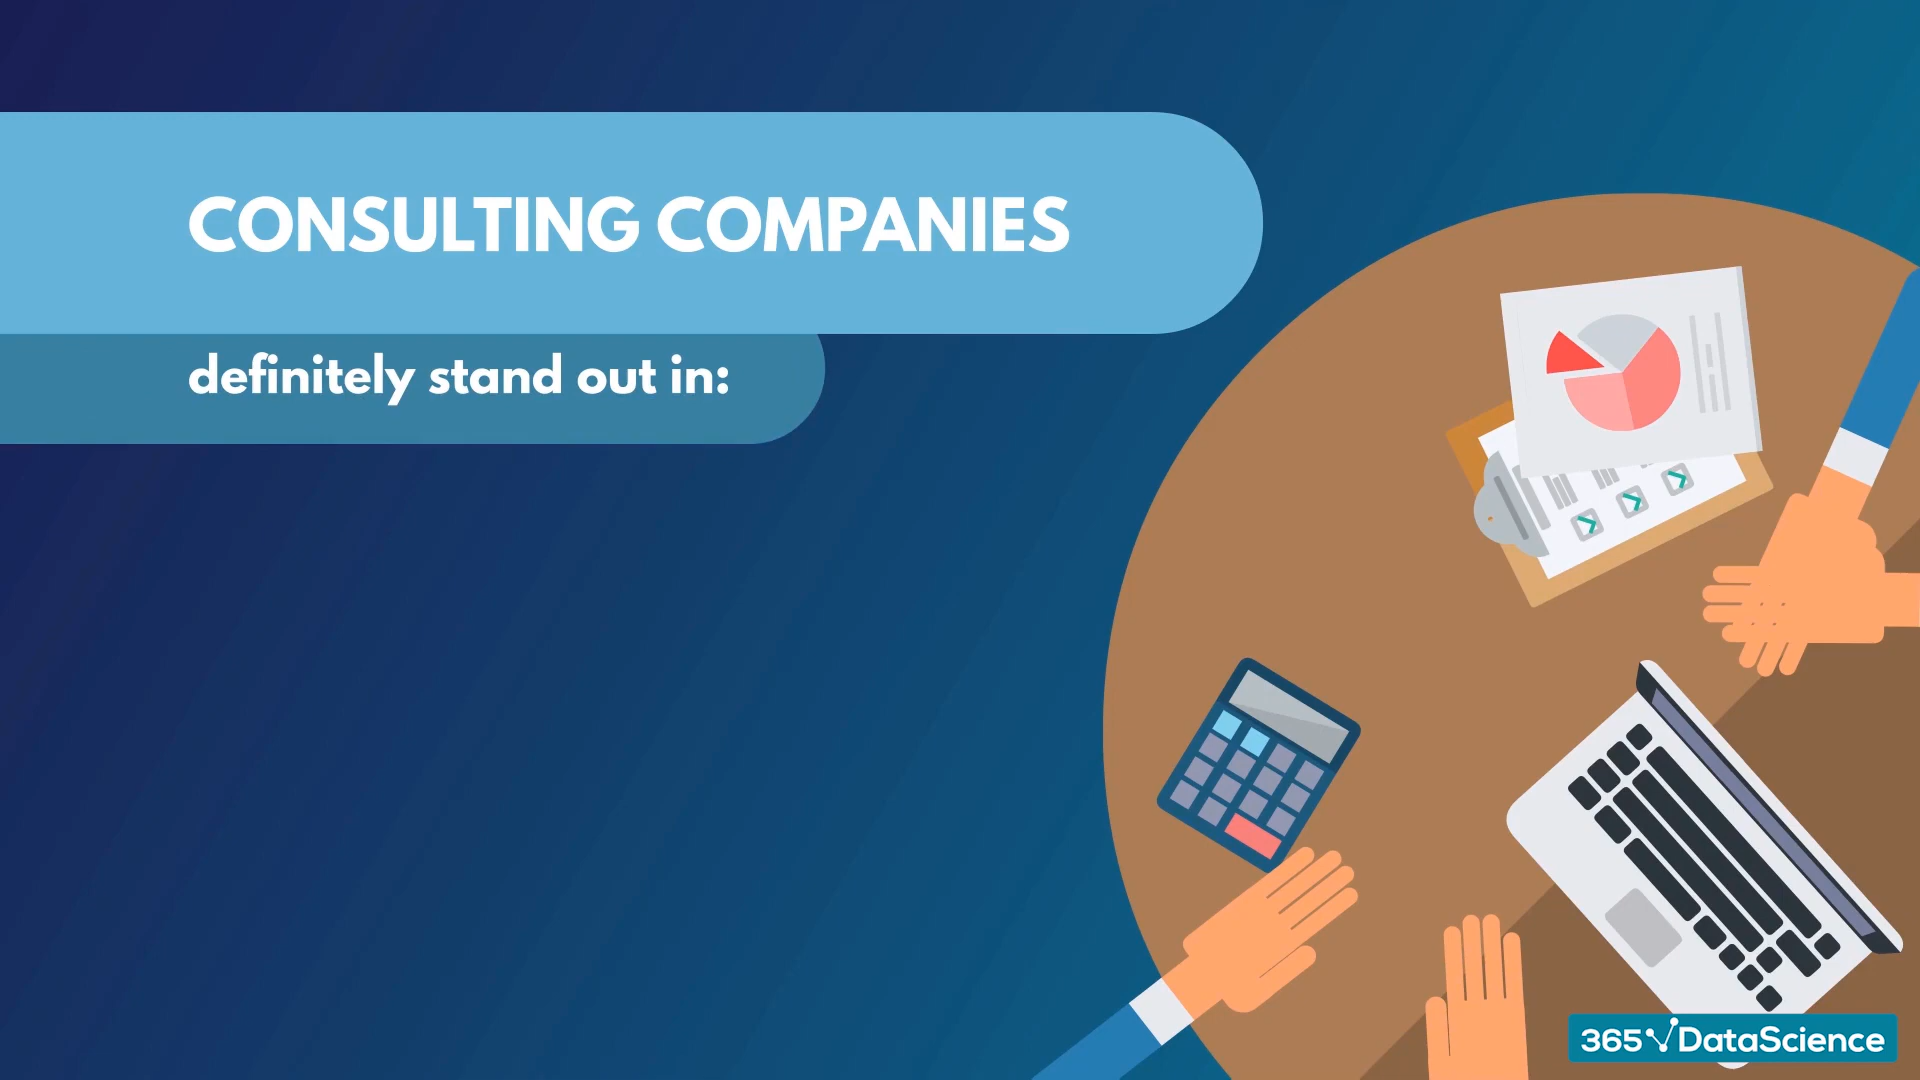 CONSULTING COMPANIES
definitely stand out in:
365 DataScience